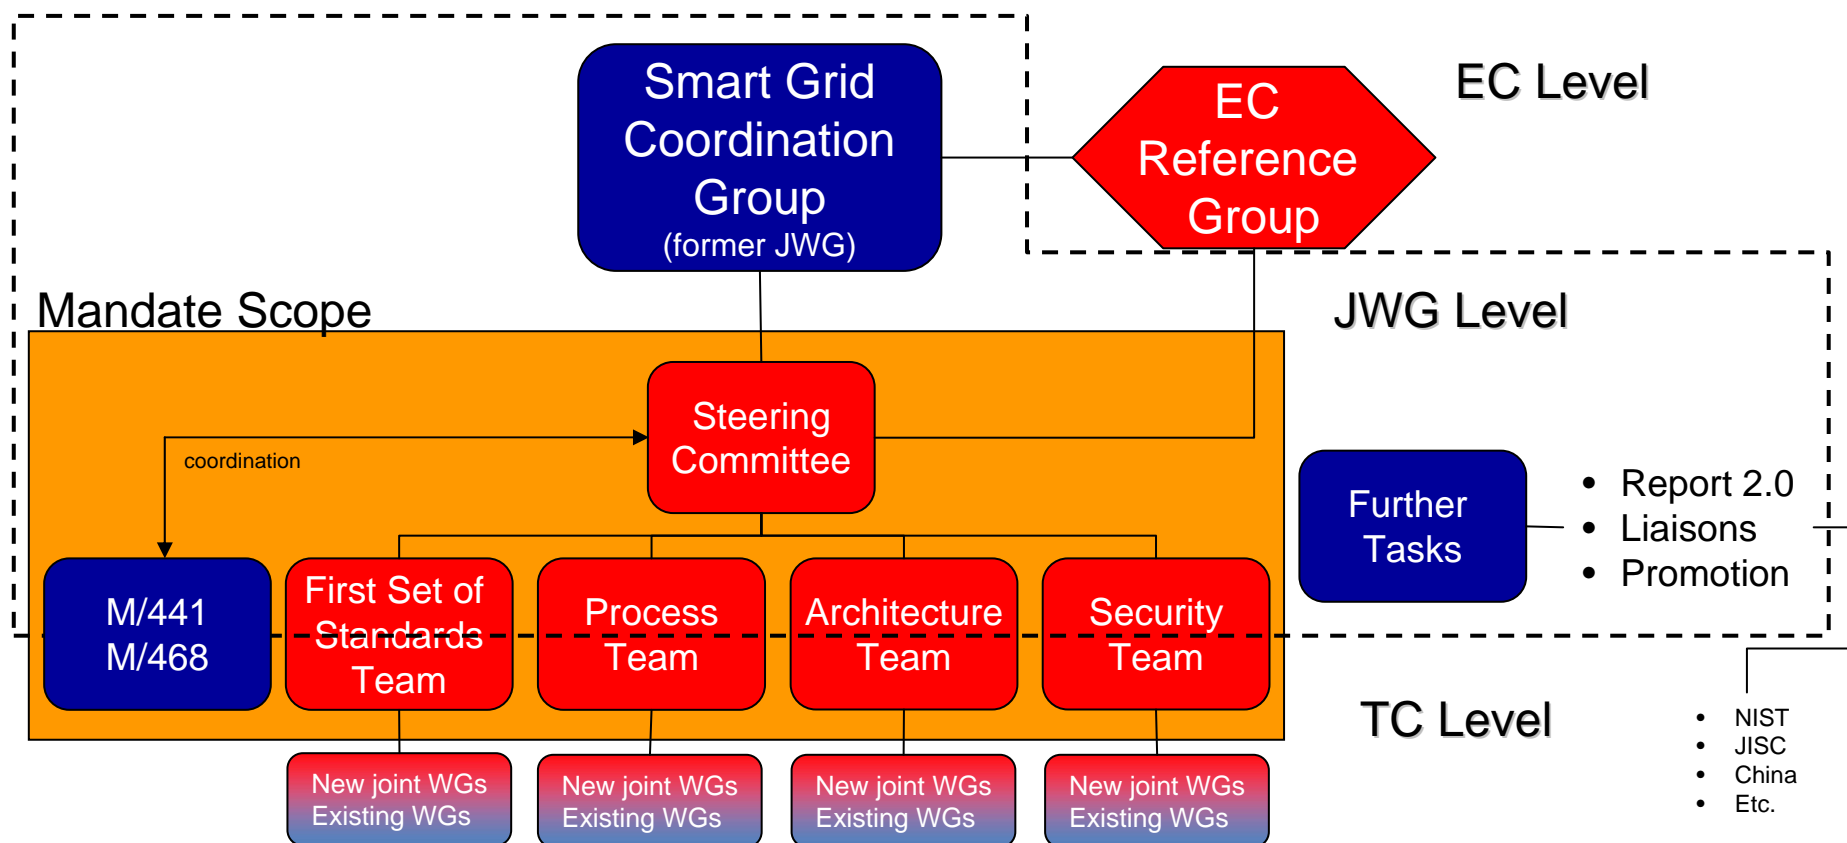 Smart Grid
Coordination
Group
(former JWG)
EC
Reference
Group
EC Level
Mandate Scope
JWG Level
Steering
Committee
coordination
Further
Tasks
• Report 2.0
• Liaisons
• Promotion
M/441
M/468
First Set of
Standards
Team
Process
Team
Architecture
Team
Security
Team
TC Level
• NIST
• JISC
• China
• Etc.
New joint WGs
Existing WGs
New joint WGs
Existing WGs
New joint WGs
Existing WGs
New joint WGs
Existing WGs